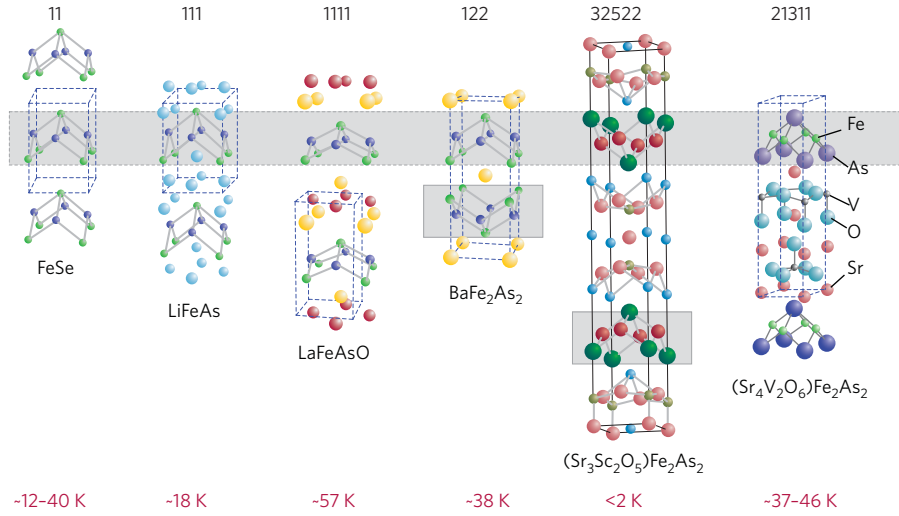 11 111 1111 122 32522 21311
Fe
As
V
O
Sr
FeSe
LiFeAs
LaFeAsO
BaFe₂As₂
(Sr₃Sc₂O₅)Fe₂As₂
(Sr₄V₂O₆)Fe₂As₂
~12–40 K ~18 K ~57 K ~38 K <2 K ~37–46 K